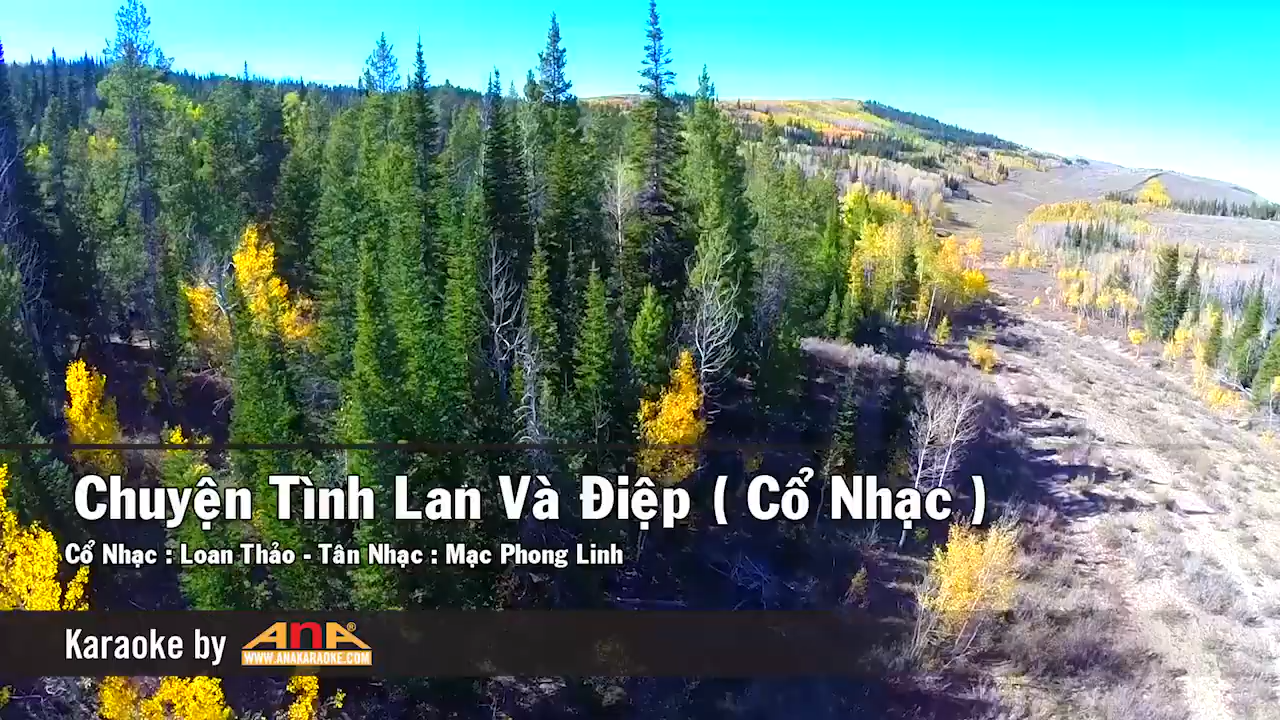 Chuyện Tình Lan Và Điệp ( Cổ Nhạc )
Cổ Nhạc : Loan Thảo - Tân Nhạc : Mạc Phong Linh
Karaoke by ANA®
WWW.ANAKARAOKE.COM